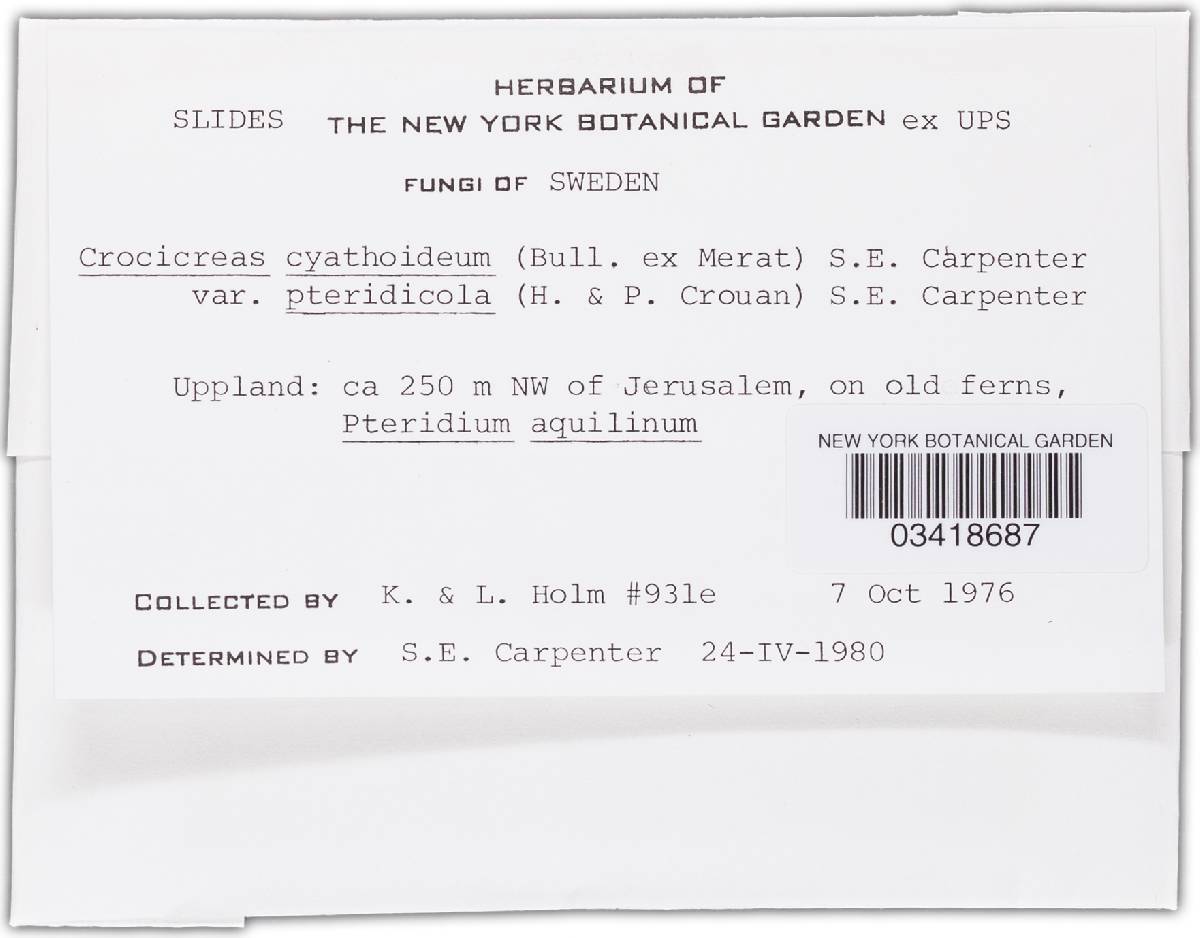 HERBARIUM OF
SLIDES THE NEW YORK BOTANICAL GARDEN ex UPS
FUNGI OF SWEDEN
Crocicreas cyathoideum (Bull. ex Merat) S.E. Carpenter
var. pteridicola (H. & P. Crouan) S.E. Carpenter
Uppland: ca 250 m NW of Jerusalem, on old ferns,
Pteridium aquilinum
NEW YORK BOTANICAL GARDEN
03418687
COLLECTED BY K. & L. Holm #931e 7 Oct 1976
DETERMINED BY S.E. Carpenter 24-IV-1980